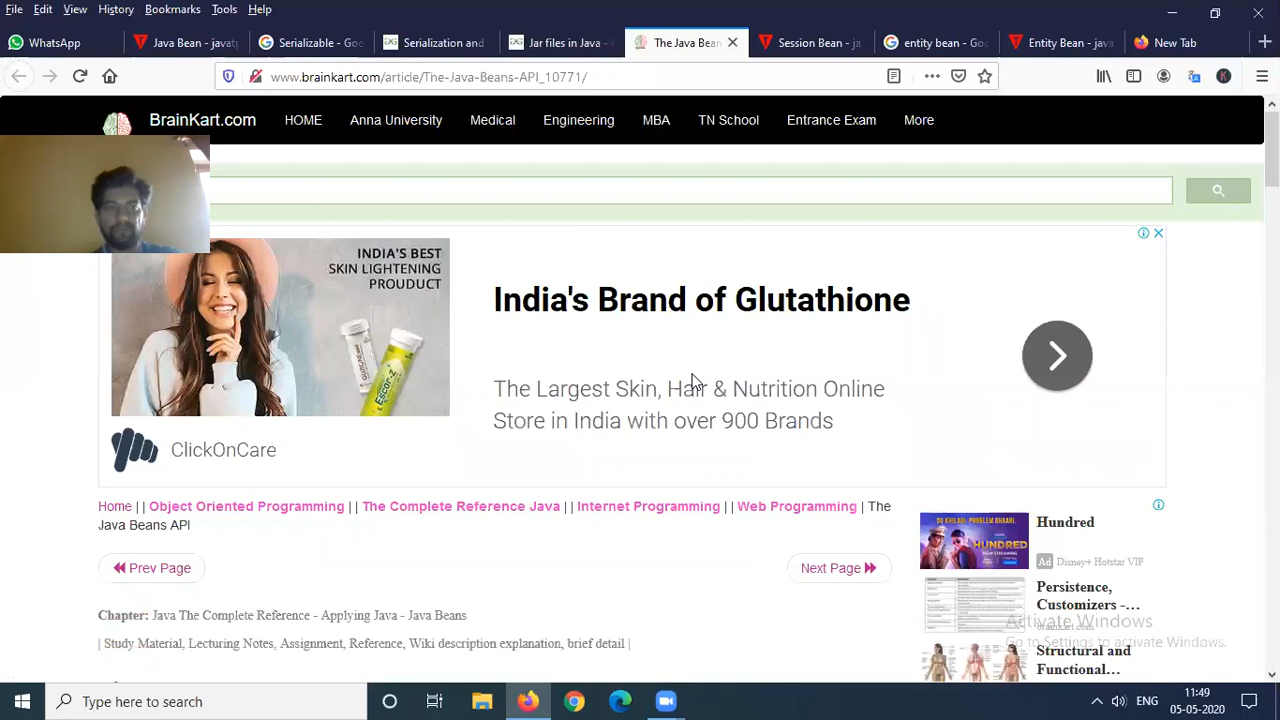 File Edit View History Bookmarks Tools Help
WhatsApp
Java Bean - javat
Serializable - Goo
Serialization and
Jar files in Java -
The Java Bean
Session Bean - ja
entity bean - Goo
Entity Bean - java
New Tab
www.brainkart.com/article/The-Java-Beans-API_10771/
K
BrainKart.com HOME Anna University Medical Engineering MBA TN School Entrance Exam More
INDIA'S BEST
SKIN LIGHTENING
PROUDUCT
India's Brand of Glutathione
The Largest Skin, Hair & Nutrition Online
Store in India with over 900 Brands
ClickOnCare
Home | | Object Oriented Programming | | The Complete Reference Java | | Internet Programming | | Web Programming | The
Java Beans API
Prev Page
Next Page
HUNDRED
Hundred
Ad Disney+ Hotstar VIP
Persistence,
Customizers -...
Structural and
Functional...
Chapter: Java The Complete Reference - Applying Java - Java Beans
| Study Material, Lecturing Notes, Assignment, Reference, Wiki description explanation, brief detail |
Activate Windows
Go to Settings to activate Windows.
Type here to search
ENG
11:49
05-05-2020